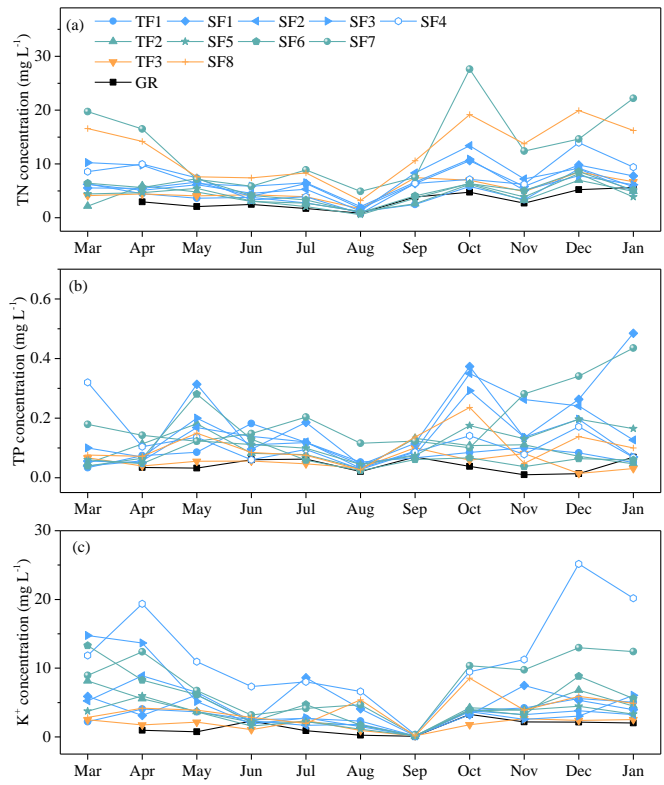 (a)
TF1 SF1 SF2 SF3 SF4
TF2 SF5 SF6 SF7
TF3 SF8
GR
TN concentration (mg L⁻¹)
30
20
10
0
Mar Apr May Jun Jul Aug Sep Oct Nov Dec Jan
(b)
TP concentration (mg L⁻¹)
0.6
0.4
0.2
0.0
Mar Apr May Jun Jul Aug Sep Oct Nov Dec Jan
(c)
K⁺ concentration (mg L⁻¹)
30
20
10
0
Mar Apr May Jun Jul Aug Sep Oct Nov Dec Jan